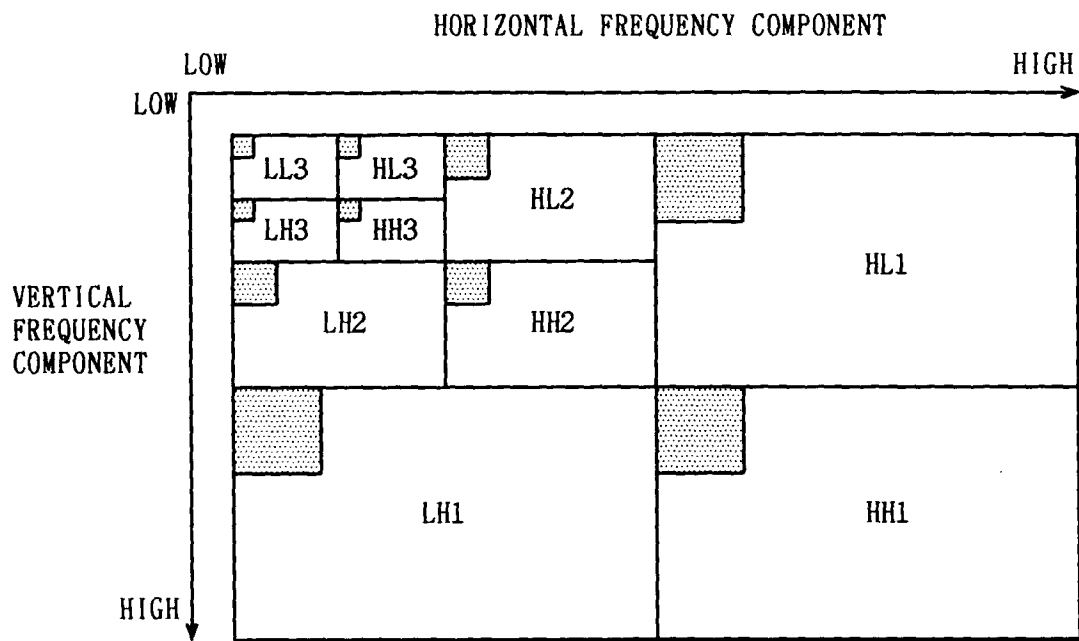 HORIZONTAL FREQUENCY COMPONENT
LOW
HIGH
LOW
LL3
HL3
HL2
LH3
HH3
HL1
VERTICAL
FREQUENCY
COMPONENT
LH2
HH2
LH1
HH1
HIGH